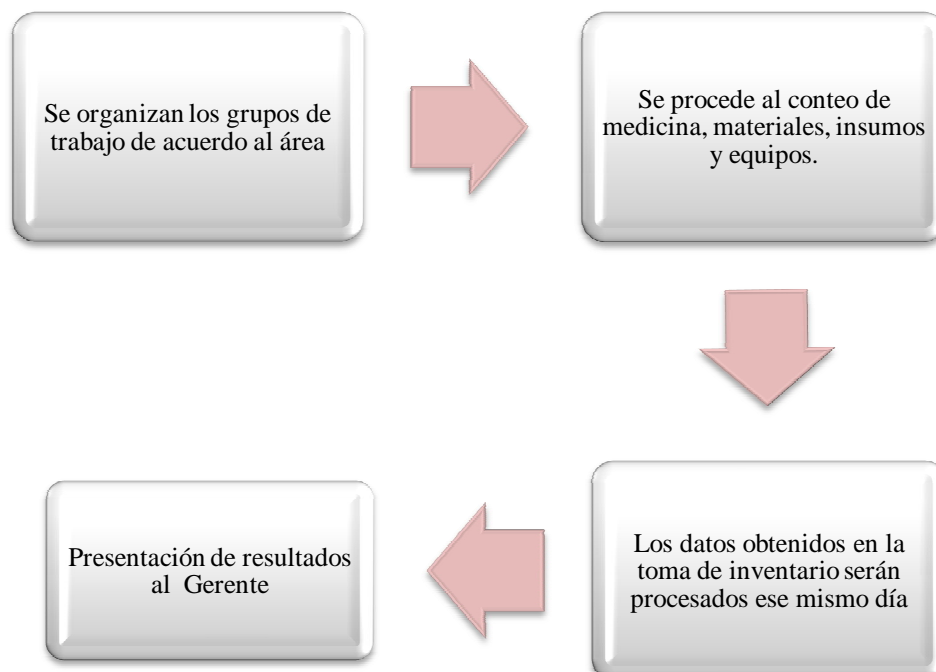 Se organizan los grupos de
trabajo de acuerdo al área
Se procede al conteo de
medicina, materiales, insumos
y equipos.
Los datos obtenidos en la
toma de inventario serán
procesados ese mismo día
Presentación de resultados
al Gerente